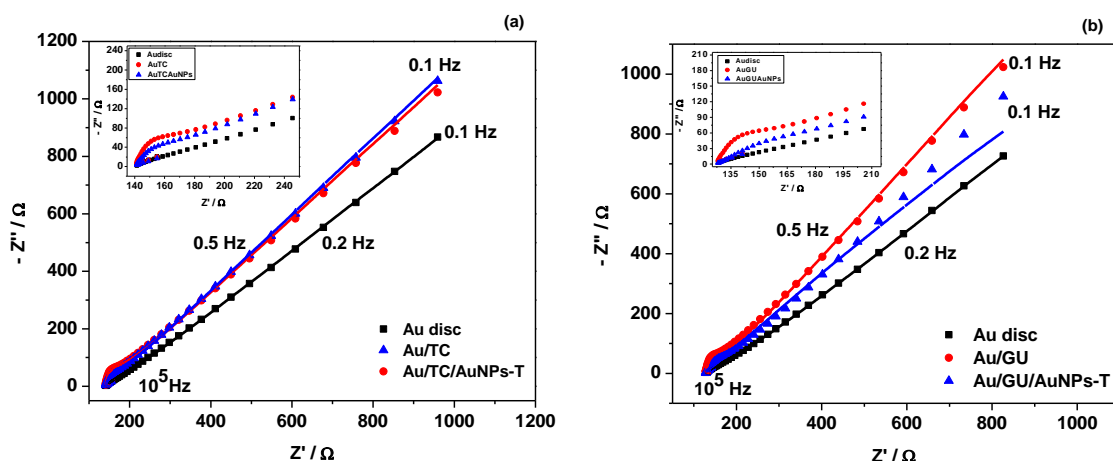 (a)
1200
1000
800
600
400
200
0
0 200 400 600 800 1000
- Z" / Ω
Z' / Ω
240
200
160
120
80
40
0
140 160 180 200 220 240
- Z" / Ω
Z' / Ω
Audisc
AuTC
AuTCAuNPs
0.1 Hz
0.1 Hz
0.5 Hz
0.2 Hz
10⁵Hz
Au disc
Au/TC
Au/TC/AuNPs-T
(b)
1000
800
600
400
200
0
0 200 400 600 800 1000
- Z" / Ω
Z' / Ω
210
180
150
120
90
60
30
0
135 150 165 180 195 210
- Z" / Ω
Z' / Ω
Audisc
AuGU
AuGUAuNPs
0.1 Hz
0.1 Hz
0.5 Hz
0.2 Hz
10⁵ Hz
Au disc
Au/GU
Au/GU/AuNPs-T